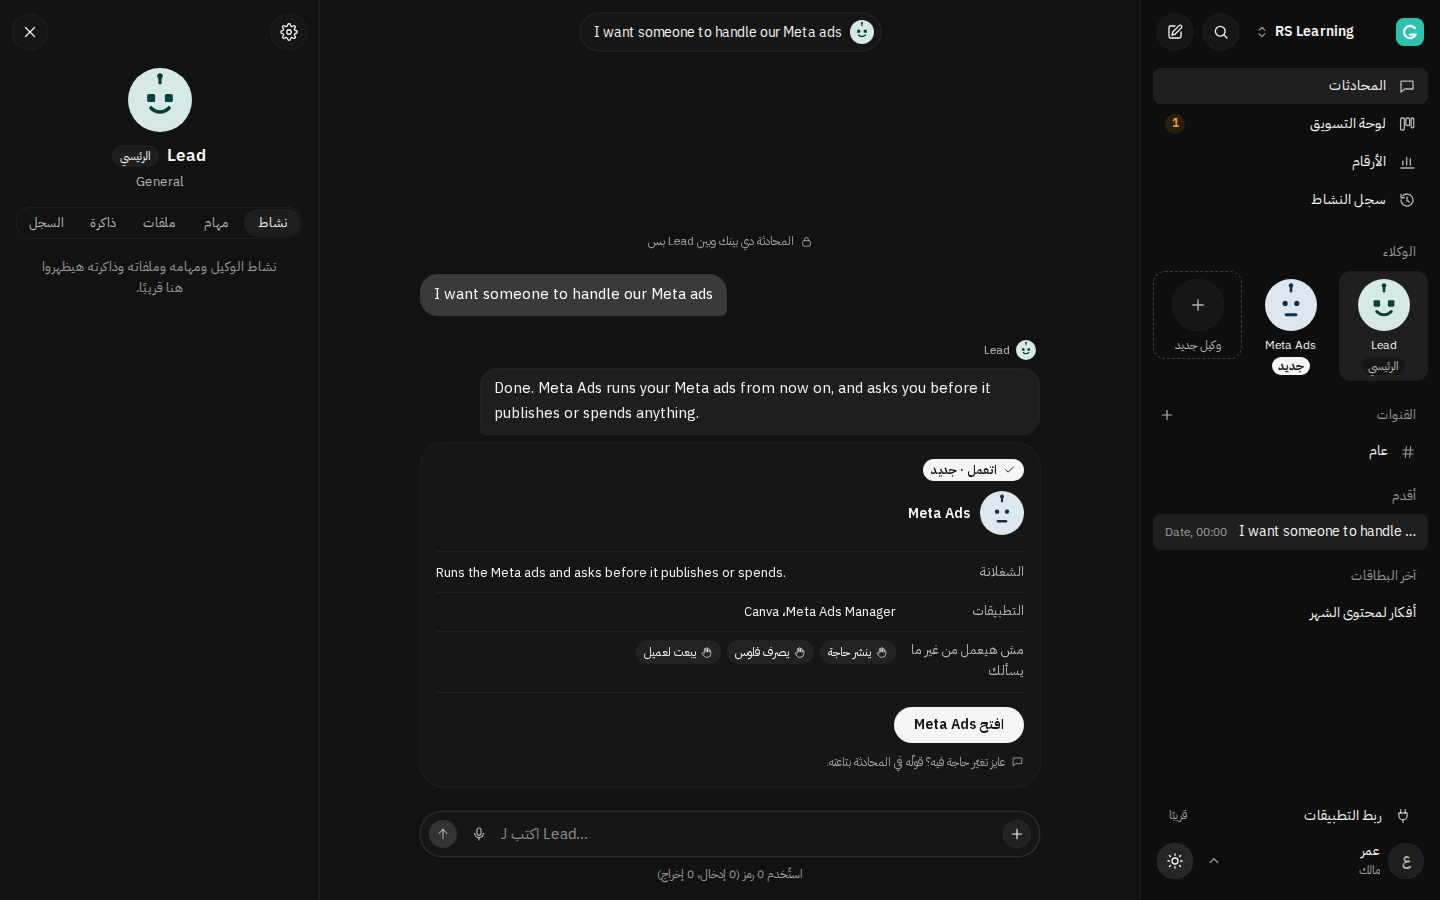 RS Learning
المحادثات
لوحة التسويق
1
الأرقام
سجل النشاط
الوكلاء
Lead
الرئيسي
Meta Ads
جديد
وكيل جديد
القنوات
عام
أقدم
I want someone to handle ...
Date, 00:00
آخر البطاقات
أفكار لمحتوى الشهر
ربط التطبيقات
قريبًا
ع
عمر
مالك
I want someone to handle our Meta ads
المحادثة دي بينك وبين Lead بس
I want someone to handle our Meta ads
Lead
Done. Meta Ads runs your Meta ads from now on, and asks you before it
publishes or spends anything.
اتعمل · جديد
Meta Ads
الشغلانة
Runs the Meta ads and asks before it publishes or spends.
التطبيقات
Canva ،Meta Ads Manager
مش هيعمل من غير ما
يسألك
ينشر حاجة
يصرف فلوس
يبعت لعميل
افتح Meta Ads
عايز تغيّر حاجة فيه؟ قولّه في المحادثة بتاعته.
اكتب لـ Lead...
استُخدم 0 رمز (0 إدخال، 0 إخراج)
Lead
الرئيسي
General
نشاط
مهام
ملفات
ذاكرة
السجل
نشاط الوكيل ومهامه وملفاته وذاكرته هيظهروا
هنا قريبًا.